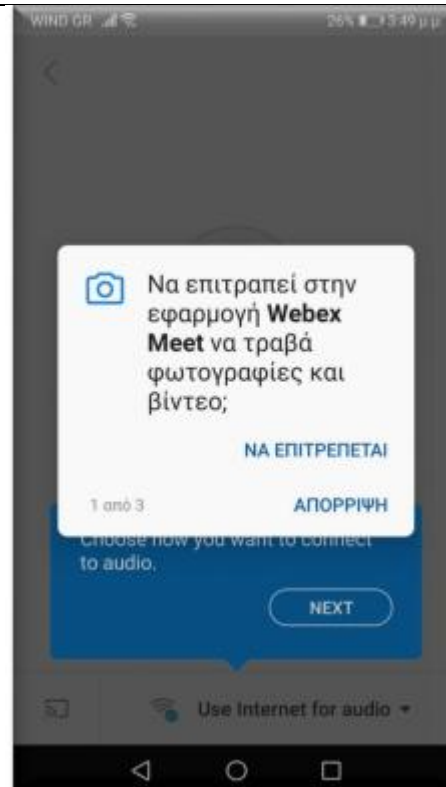 WIND GR 26% 3:49 μμ
Να επιτραπεί στην
εφαρμογή Webex
Meet να τραβά
φωτογραφίες και
βίντεο;
ΝΑ ΕΠΙΤΡΕΠΕΤΑΙ
1 από 3 ΑΠΟΡΡΙΨΗ
Choose how you want to connect
to audio.
NEXT
Use Internet for audio